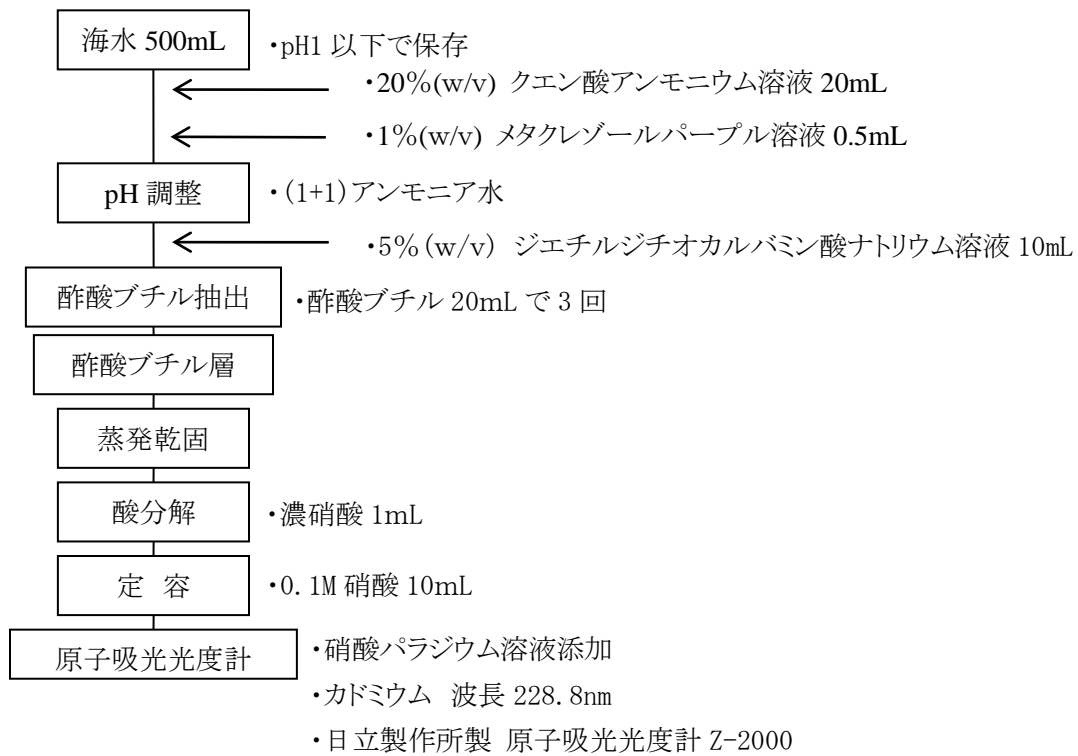 海水 500mL ・pH1 以下で保存
・20%(w/v) クエン酸アンモニウム溶液 20mL
・1%(w/v) メタクレゾールパープル溶液 0.5mL
pH 調整 ・(1+1)アンモニア水
・5%(w/v) ジエチルジチオカルバミン酸ナトリウム溶液 10mL
酢酸ブチル抽出 ・酢酸ブチル 20mL で 3 回
酢酸ブチル層
蒸発乾固
酸分解 ・濃硝酸 1mL
定 容 ・0.1M 硝酸 10mL
原子吸光光度計 ・硝酸パラジウム溶液添加
・カドミウム 波長 228.8nm
・日立製作所製 原子吸光光度計 Z-2000